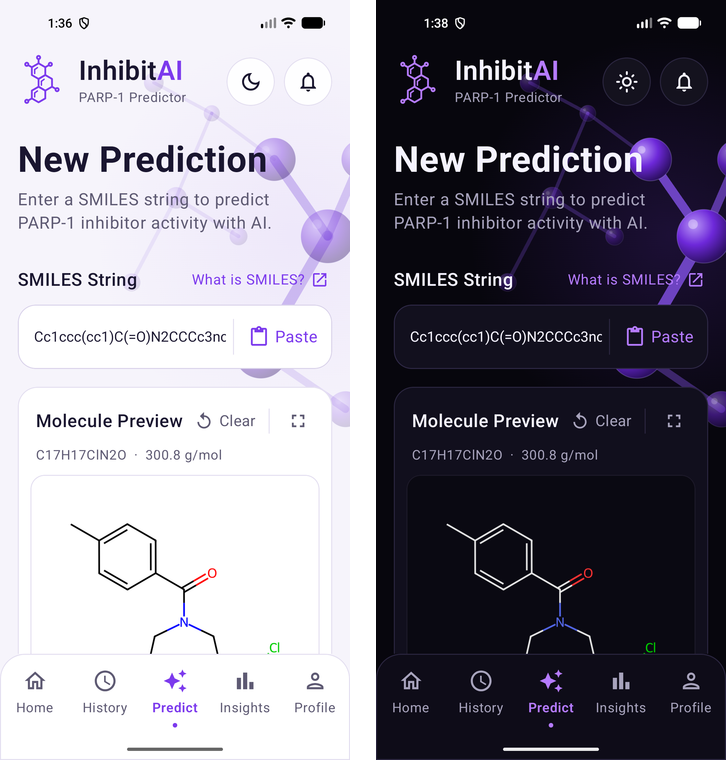 1:36
InhibitAI
PARP-1 Predictor
New Prediction
Enter a SMILES string to predict
PARP-1 inhibitor activity with AI.
SMILES String
What is SMILES?
Cc1ccc(cc1)C(=O)N2CCCc3nc
Paste
Molecule Preview
Clear
C17H17ClN2O · 300.8 g/mol
O
N
Cl
Home
History
Predict
Insights
Profile
1:38
InhibitAI
PARP-1 Predictor
New Prediction
Enter a SMILES string to predict
PARP-1 inhibitor activity with AI.
SMILES String
What is SMILES?
Cc1ccc(cc1)C(=O)N2CCCc3nc
Paste
Molecule Preview
Clear
C17H17ClN2O · 300.8 g/mol
O
N
Cl
Home
History
Predict
Insights
Profile